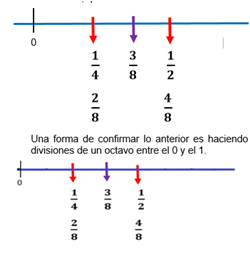 0
1/4 3/8 1/2
2/8 4/8
Una forma de confirmar lo anterior es haciendo
divisiones de un octavo entre el 0 y el 1.
0
1/4 3/8 1/2
2/8 4/8